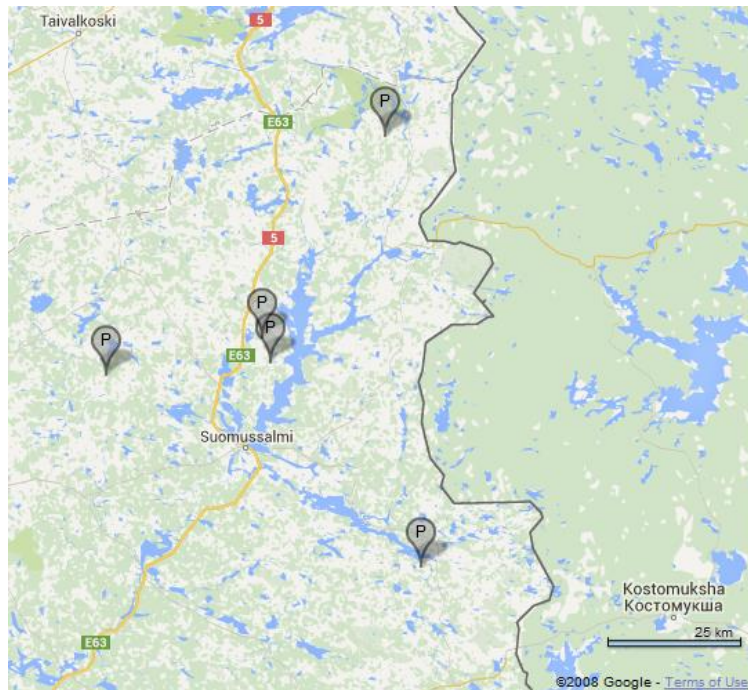 Taivalkoski
5
P
E63
5
P
P
P
E63
Suomussalmi
P
Kostomuksha
Костомукша
E63
25 km
©2008 Google - Terms of Use